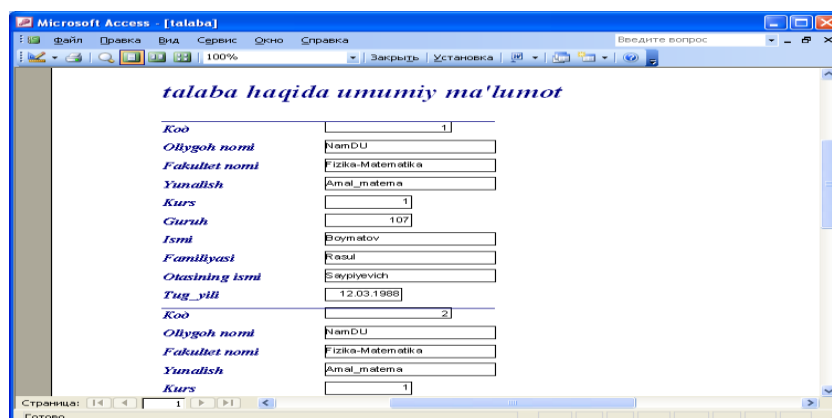 Microsoft Access - [talaba]
Файл Правка Вид Сервис Окно Справка Введите вопрос
100% Закрыть Установка
talaba haqida umumiy ma'lumot
Код 1
Oliygoh nomi NamDU
Fakultet nomi Fizika-Matematika
Yunalish Amal_matema
Kurs 1
Guruh 107
Ismi Boymatov
Familiyasi Rasul
Otasining ismi Saypiyevich
Tug_yili 12.03.1988
Код 2
Oliygoh nomi NamDU
Fakultet nomi Fizika-Matematika
Yunalish Amal_matema
Kurs 1
Страница: 1
Готово